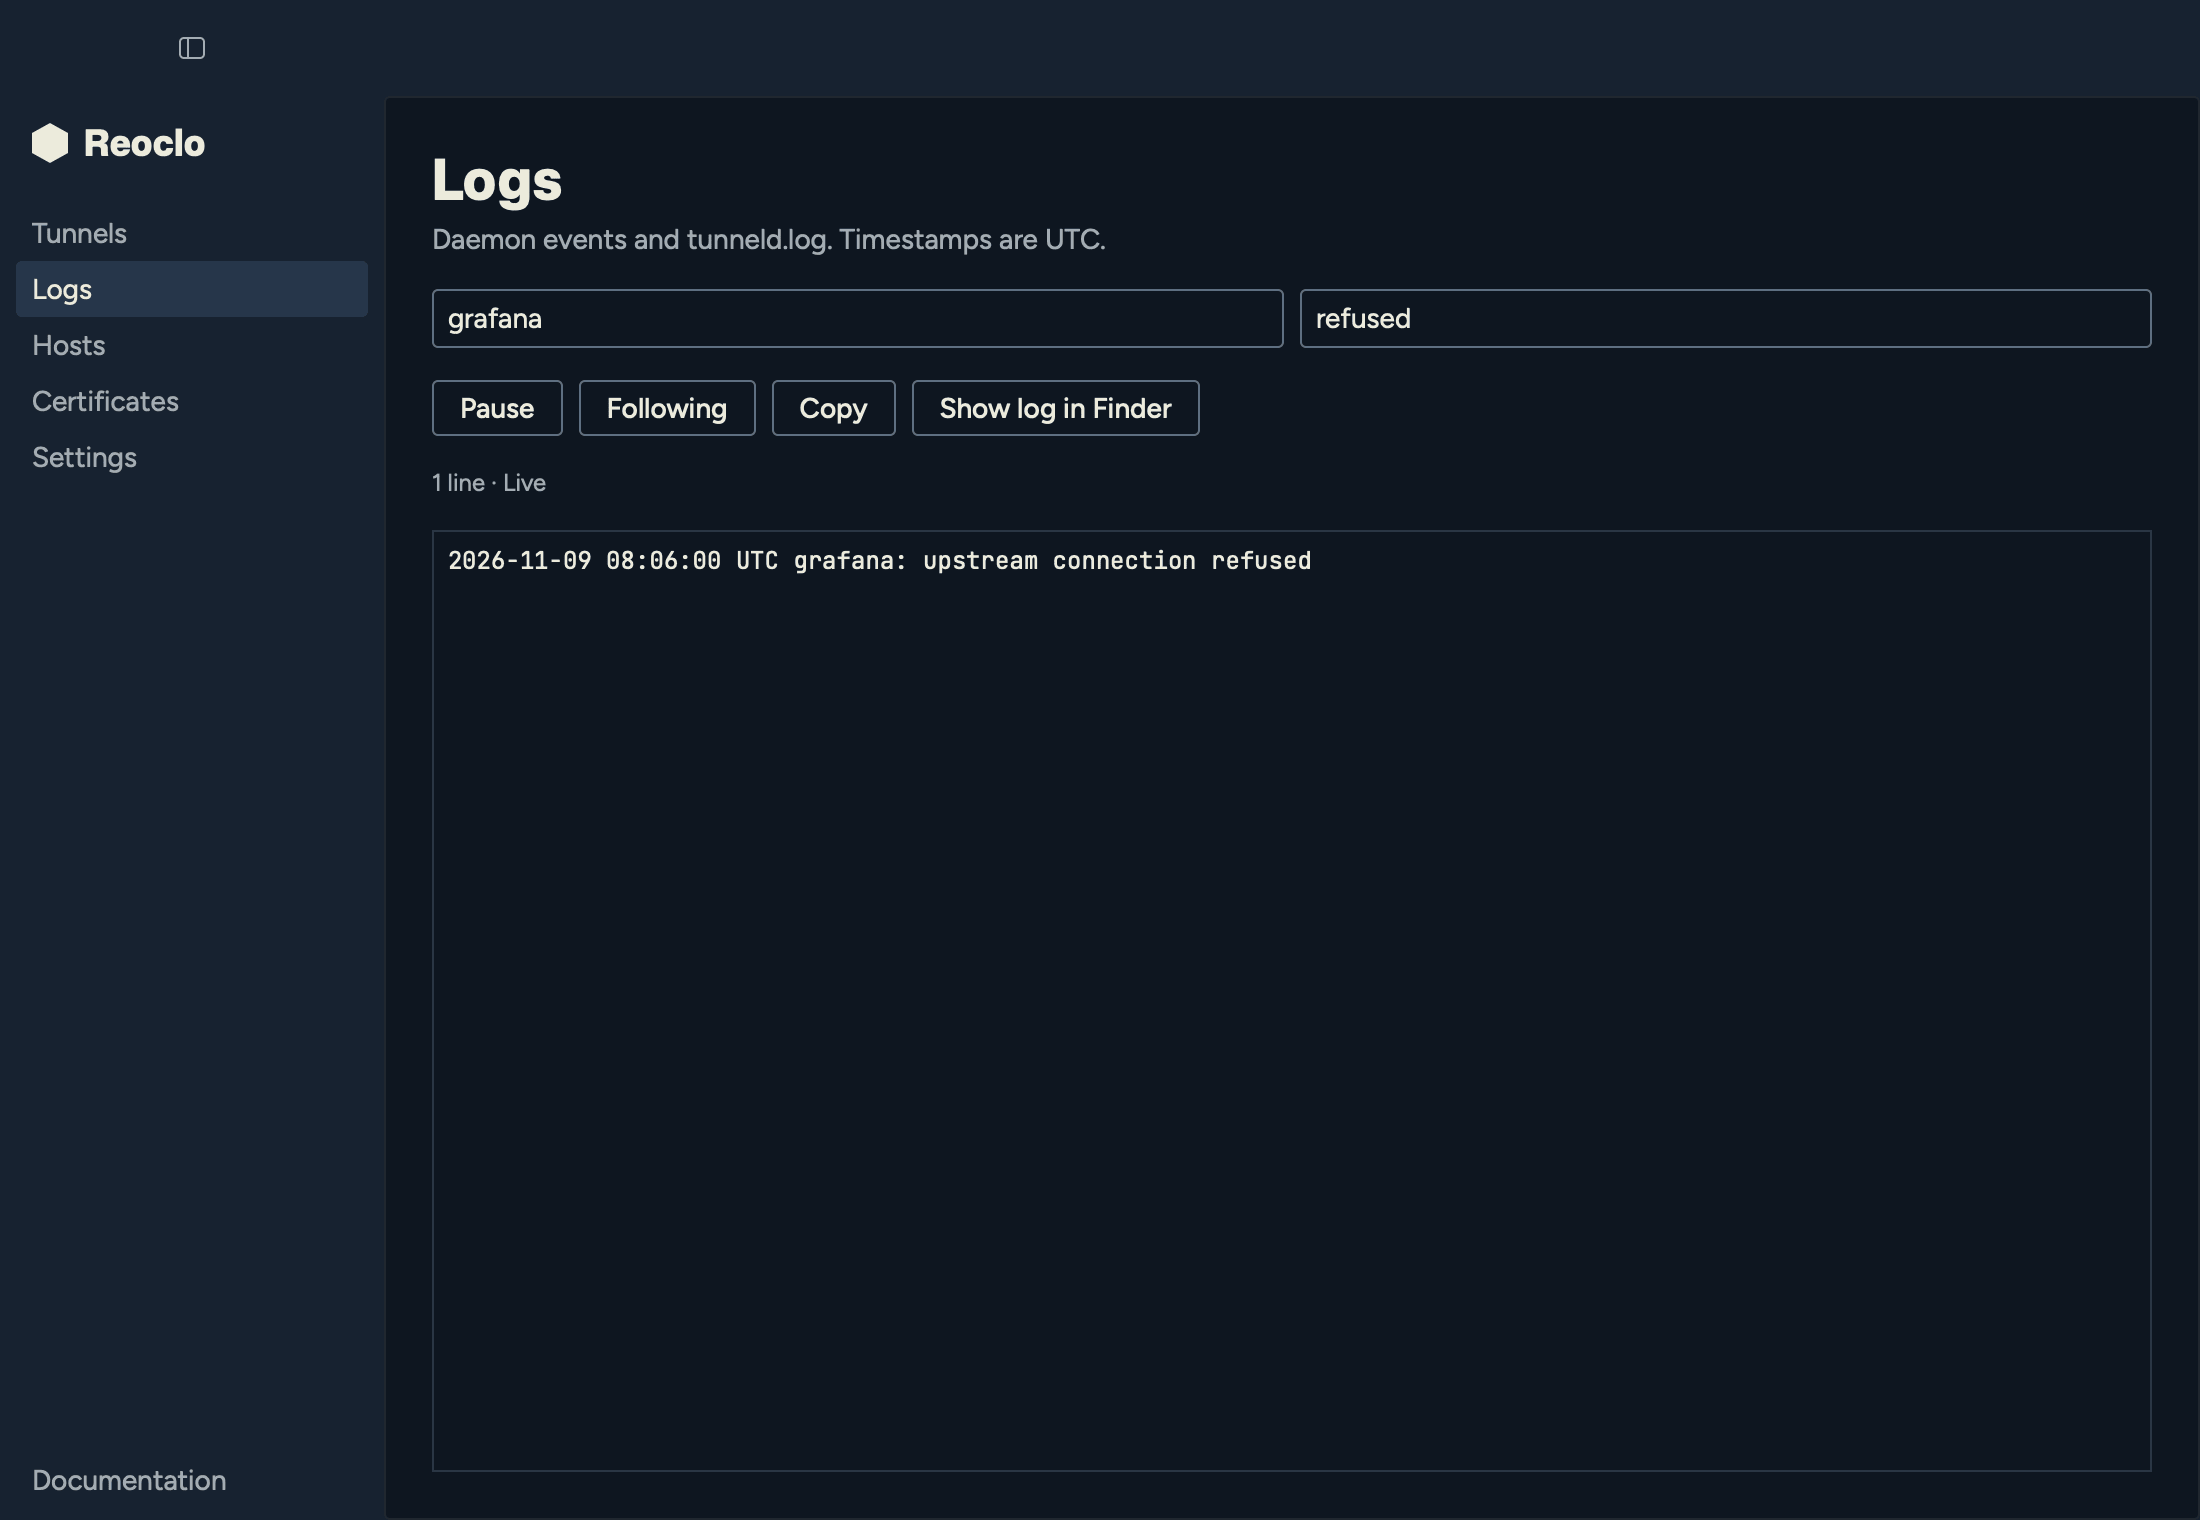 Reoclo
Tunnels
Logs
Hosts
Certificates
Settings
Documentation
Logs
Daemon events and tunneld.log. Timestamps are UTC.
grafana
refused
Pause
Following
Copy
Show log in Finder
1 line · Live
2026-11-09 08:06:00 UTC grafana: upstream connection refused